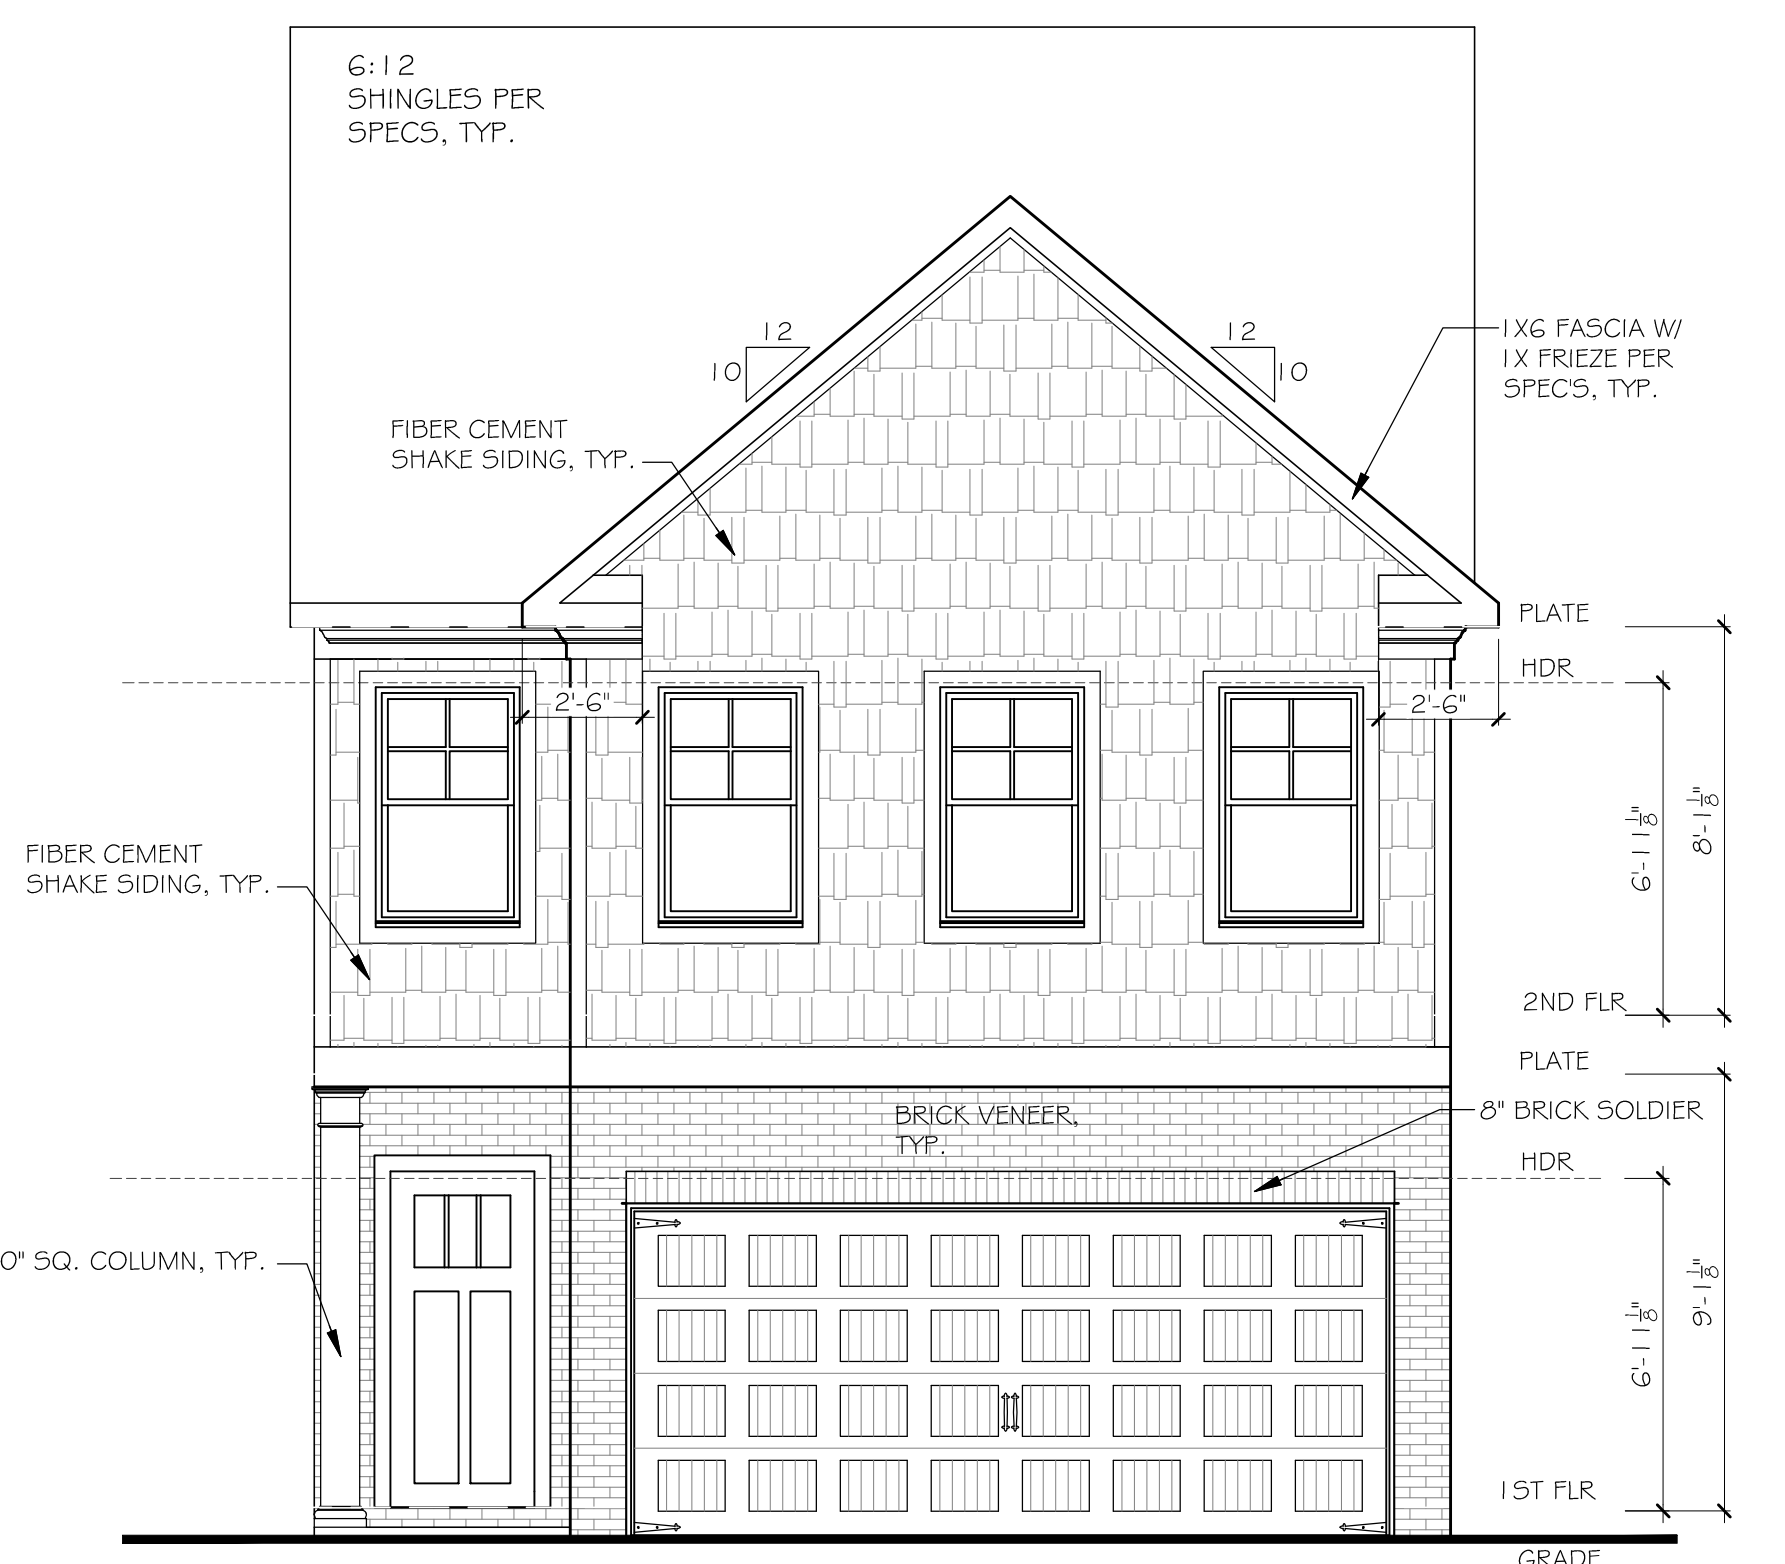 6:12
SHINGLES PER
SPECS, TYP.
12
10
12
10
1X6 FASCIA W/
1X FRIEZE PER
SPEC'S, TYP.
FIBER CEMENT
SHAKE SIDING, TYP.
PLATE
HDR
2'-6"
2'-6"
6'-11 1/8"
8'-1 1/8"
FIBER CEMENT
SHAKE SIDING, TYP.
2ND FLR
PLATE
BRICK VENEER,
TYP.
8" BRICK SOLDIER
HDR
0" SQ. COLUMN, TYP.
6'-11 1/8"
9'-1 1/8"
1ST FLR
GRADE